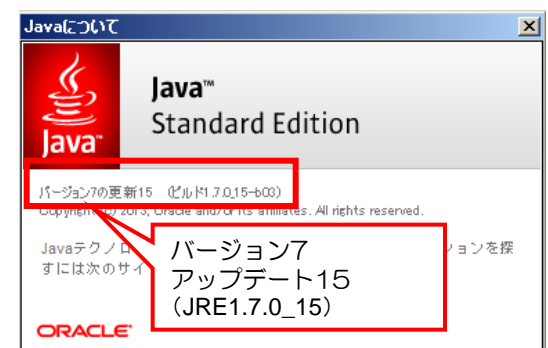 Javaについて
Java™
Standard Edition
Java™
バージョン7の更新15 (ビルド1.7.0_15-b03)
Copyright (c) 2013, Oracle and/or its affiliates. All rights reserved.
Javaテクノロ
ションを探
すには次のサイ
バージョン7
アップデート15
（JRE1.7.0_15）
ORACLE